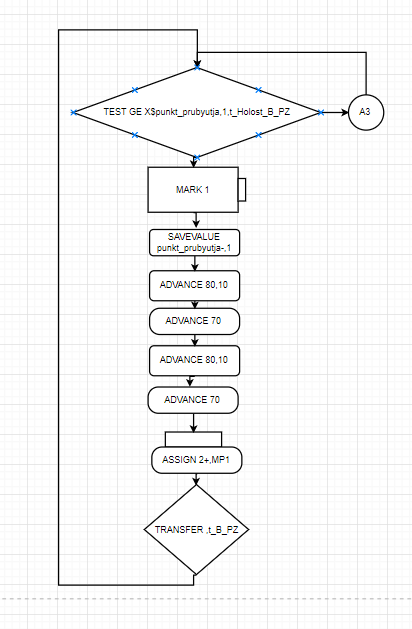 TEST GE X$punkt_prubyutja,1,t_Holost_B_PZ
A3
MARK 1
SAVEVALUE
punkt_prubyutja-,1
ADVANCE 80,10
ADVANCE 70
ADVANCE 80,10
ADVANCE 70
ASSIGN 2+,MP1
TRANSFER ,t_B_PZ